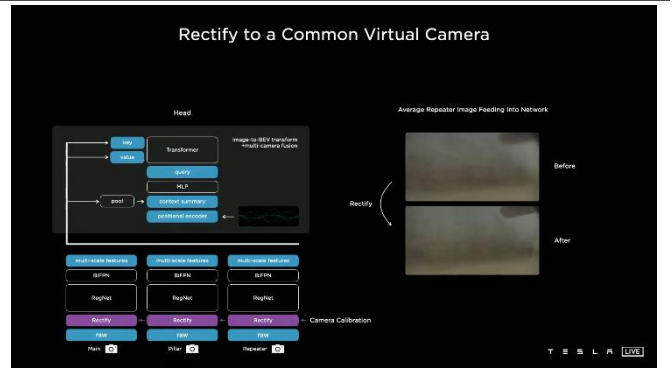 Rectify to a Common Virtual Camera
Head
key
value
Transformer
image-to-BEV transform
+multi-camera fusion
query
MLP
pool
context summary
positional encoder
multi-scale features
multi-scale features
multi-scale features
BiFPN
BiFPN
BiFPN
RegNet
RegNet
RegNet
Rectify
Rectify
Rectify
Camera Calibration
raw
raw
raw
Main
Pillar
Repeater
Average Repeater Image Feeding Into Network
Before
Rectify
After
TESLA LIVE